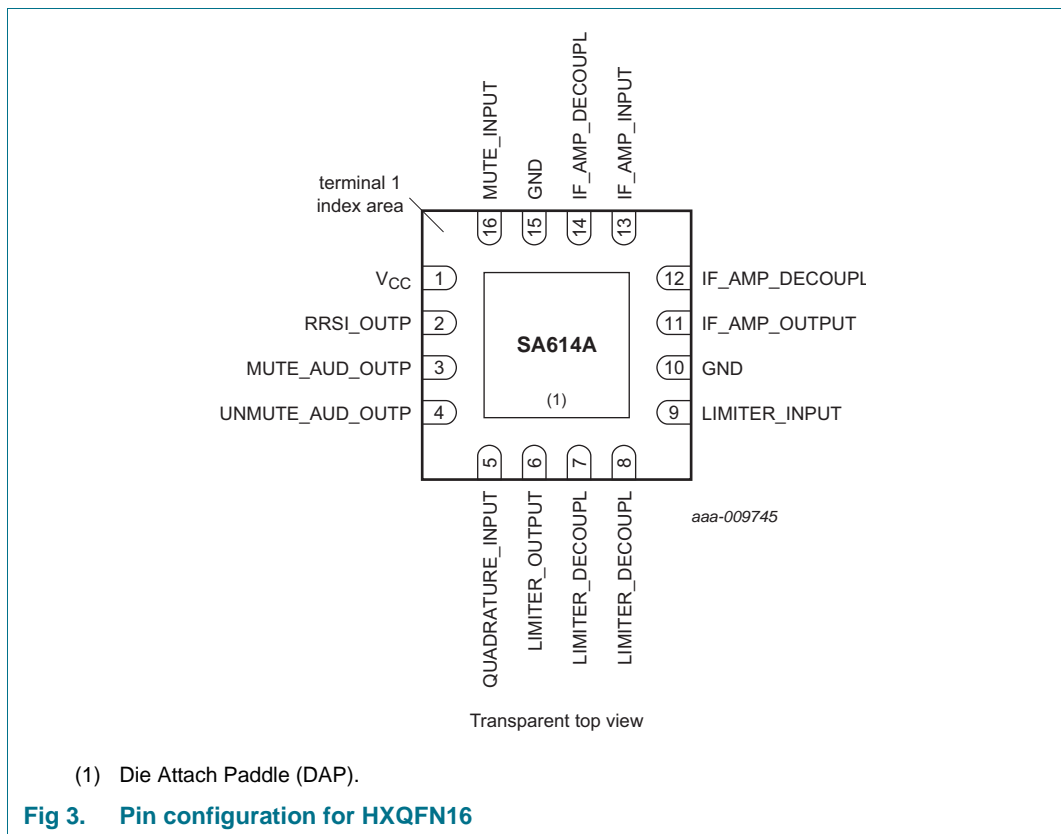 MUTE_INPUT
GND
IF_AMP_DECOUPL
IF_AMP_INPUT
terminal 1
index area
16
15
14
13
VCC 1
12 IF_AMP_DECOUPL
RRSI_OUTP 2
11 IF_AMP_OUTPUT
SA614A
MUTE_AUD_OUTP 3
10 GND
(1)
UNMUTE_AUD_OUTP 4
9 LIMITER_INPUT
5
6
7
8
QUADRATURE_INPUT
LIMITER_OUTPUT
LIMITER_DECOUPL
LIMITER_DECOUPL
aaa-009745
Transparent top view
(1) Die Attach Paddle (DAP).
Fig 3. Pin configuration for HXQFN16